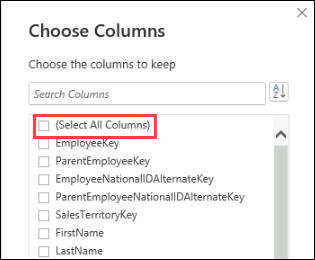 Choose Columns
Choose the columns to keep
Search Columns
A
Z
(Select All Columns)
EmployeeKey
ParentEmployeeKey
EmployeeNationalIDAlternateKey
ParentEmployeeNationalIDAlternateKey
SalesTerritoryKey
FirstName
LastName